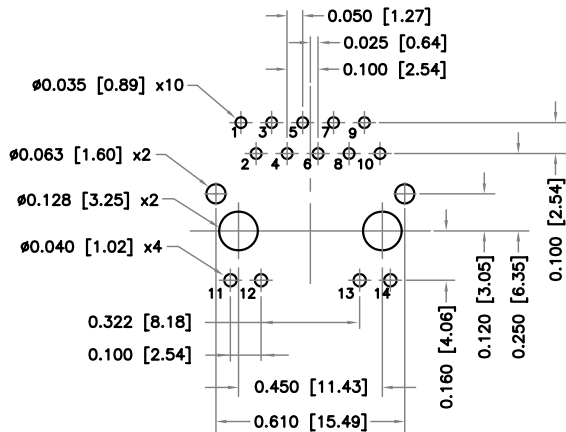 0.050 [1.27]
0.025 [0.64]
0.100 [2.54]
ø0.035 [0.89] x10
1 3 5 7 9
ø0.063 [1.60] x2
2 4 6 8 10
ø0.128 [3.25] x2
ø0.040 [1.02] x4
11 12 13 14
0.322 [8.18]
0.100 [2.54]
0.450 [11.43]
0.610 [15.49]
0.160 [4.06]
0.120 [3.05]
0.250 [6.35]
0.100 [2.54]